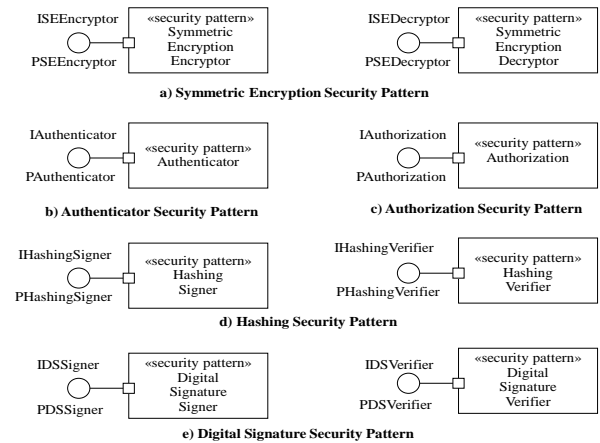 ISEEncryptor
PSEEncryptor
«security pattern»
Symmetric
Encryption
Encryptor
ISEDecryptor
PSEDecryptor
«security pattern»
Symmetric
Encryption
Decryptor
a) Symmetric Encryption Security Pattern
IAuthenticator
PAuthenticator
«security pattern»
Authenticator
b) Authenticator Security Pattern
IAuthorization
PAuthorization
«security pattern»
Authorization
c) Authorization Security Pattern
IHashingSigner
PHashingSigner
«security pattern»
Hashing
Signer
IHashingVerifier
PHashingVerifier
«security pattern»
Hashing
Verifier
d) Hashing Security Pattern
IDSSigner
PDSSigner
«security pattern»
Digital
Signature
Signer
IDSVerifier
PDSVerifier
«security pattern»
Digital
Signature
Verifier
e) Digital Signature Security Pattern